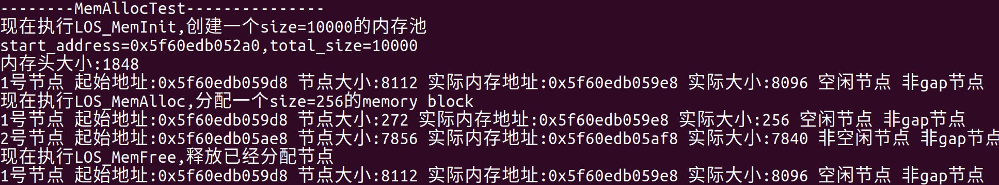 --------MemAllocTest---------------
现在执行LOS_MemInit,创建一个size=10000的内存池
start_address=0x5f60edb052a0,total_size=10000
内存头大小:1848
1号节点 起始地址:0x5f60edb059d8 节点大小:8112 实际内存地址:0x5f60edb059e8 实际大小:8096 空闲节点 非gap节点
现在执行LOS_MemAlloc,分配一个size=256的memory block
1号节点 起始地址:0x5f60edb059d8 节点大小:272 实际内存地址:0x5f60edb059e8 实际大小:256 空闲节点 非gap节点
2号节点 起始地址:0x5f60edb05ae8 节点大小:7856 实际内存地址:0x5f60edb05af8 实际大小:7840 非空闲节点 非gap节点
现在执行LOS_MemFree,释放已经分配节点
1号节点 起始地址:0x5f60edb059d8 节点大小:8112 实际内存地址:0x5f60edb059e8 实际大小:8096 空闲节点 非gap节点